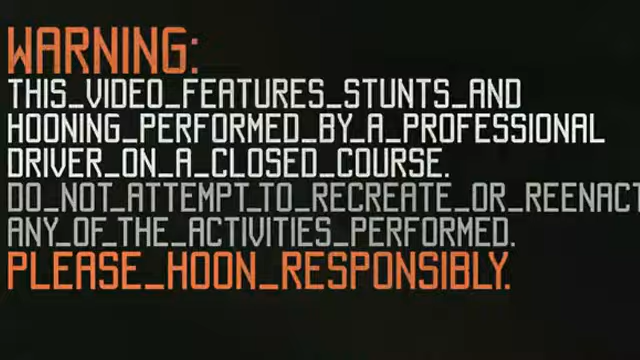 WARNING:
THIS_VIDEO_FEATURES_STUNTS_AND
HOONING_PERFORMED_BY_A_PROFESSIONAL
DRIVER_ON_A_CLOSED_COURSE.
DO_NOT_ATTEMPT_TO_RECREATE_OR_REENACT
ANY_OF_THE_ACTIVITIES_PERFORMED.
PLEASE_HOON_RESPONSIBLY.